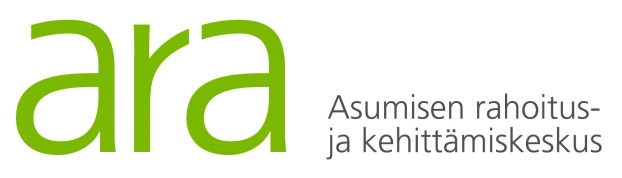 ara
Asumisen rahoitus-
ja kehittämiskeskus